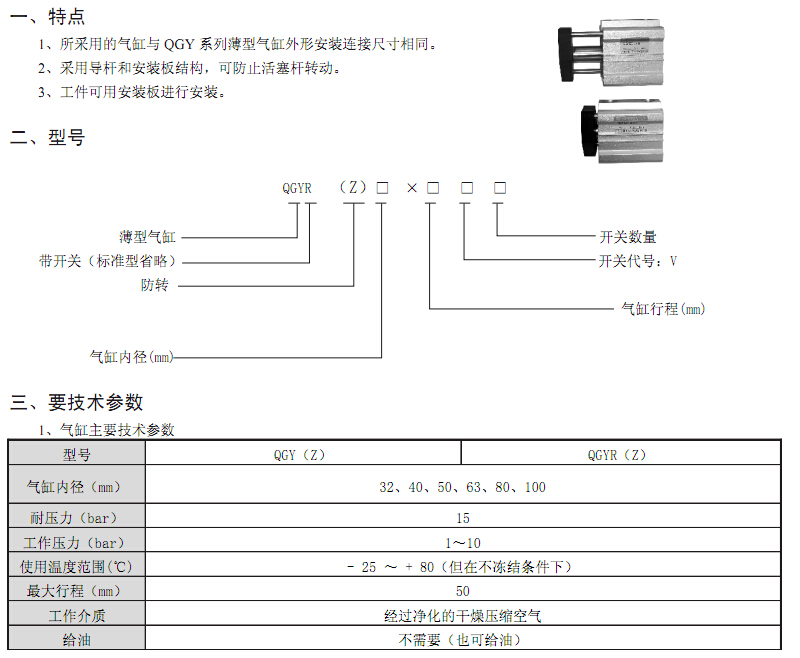 一、特点
1、所采用的气缸与 QGY 系列薄型气缸外形安装连接尺寸相同。
2、采用导杆和安装板结构，可防止活塞杆转动。
3、工件可用安装板进行安装。
二、型号
QGYR （Z）□ ×□ □ □
薄型气缸
开关数量
带开关（标准型省略）
开关代号：V
防转
气缸行程(mm)
气缸内径(mm)
三、要技术参数
1、气缸主要技术参数
型号 QGY（Z） QGYR（Z）
气缸内径（mm） 32、40、50、63、80、100
耐压力（bar） 15
工作压力（bar） 1～10
使用温度范围(℃) － 25 ～ ＋80（但在不冻结条件下）
最大行程（mm） 50
工作介质 经过净化的干燥压缩空气
给油 不需要（也可给油）